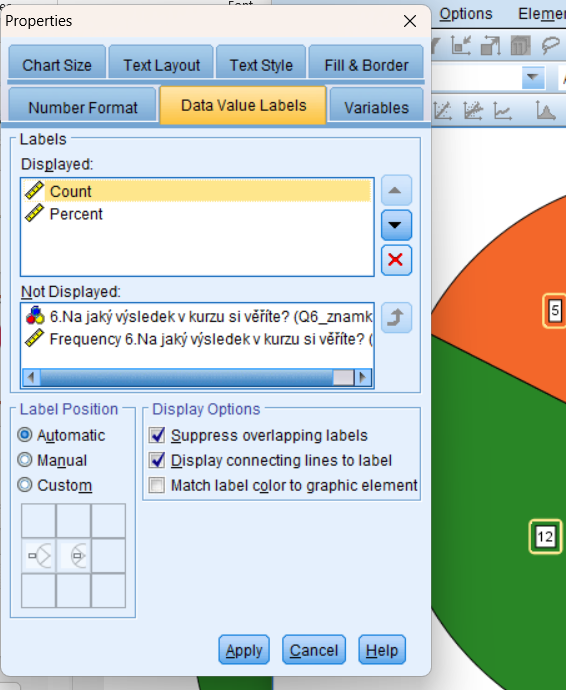 Properties
Options
Chart Size
Text Layout
Text Style
Fill & Border
Number Format
Data Value Labels
Variables
Labels
Displayed:
Count
Percent
Not Displayed:
6.Na jaký výsledek v kurzu si věříte? (Q6_znamk
Frequency 6.Na jaký výsledek v kurzu si věříte? (
Label Position
Automatic
Manual
Custom
Display Options
Suppress overlapping labels
Display connecting lines to label
Match label color to graphic element
Apply
Cancel
Help
5
12